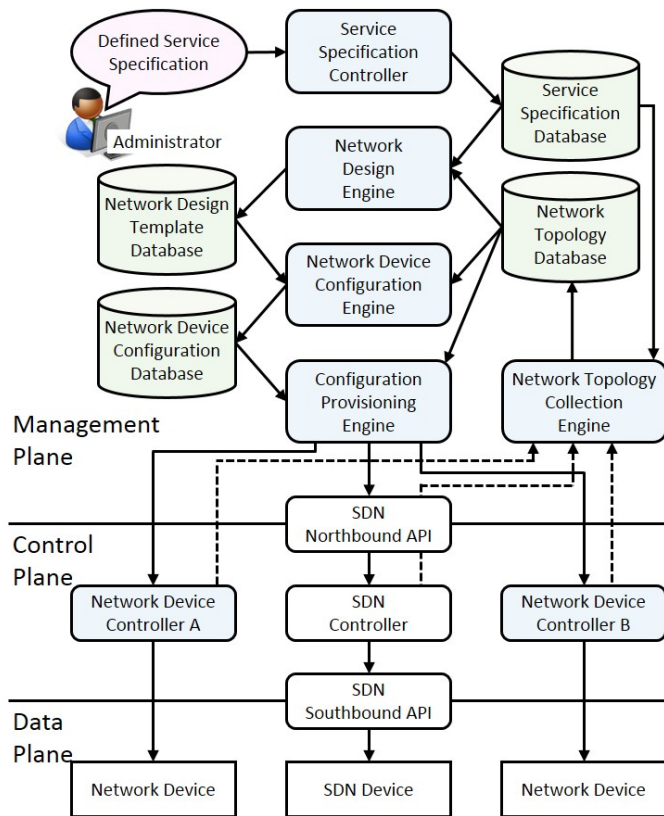 Defined Service
Specification
Service
Specification
Controller
Service
Specification
Database
Administrator
Network
Design
Engine
Network Design
Template
Database
Network
Topology
Database
Network Device
Configuration
Engine
Network Device
Configuration
Database
Configuration
Provisioning
Engine
Network Topology
Collection
Engine
Management
Plane
SDN
Northbound API
Control
Plane
Network Device
Controller A
SDN
Controller
Network Device
Controller B
SDN
Southbound API
Data
Plane
Network Device
SDN Device
Network Device